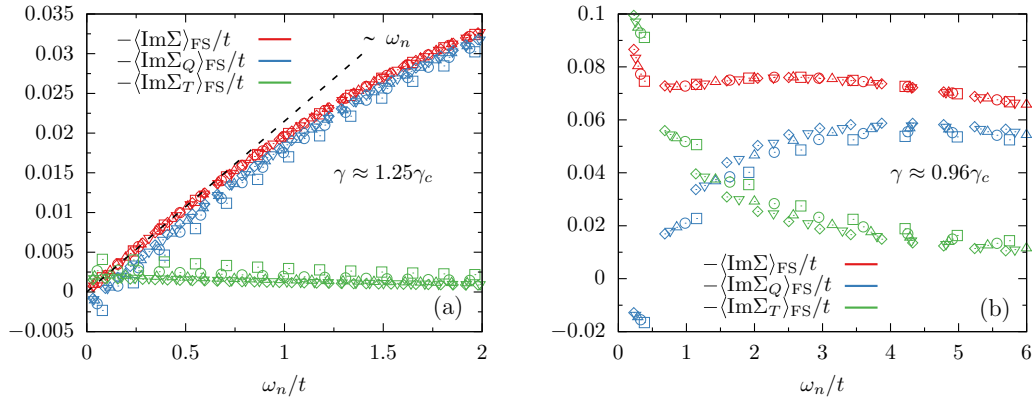 0.035
0.03
0.025
0.02
0.015
0.01
0.005
0
−0.005
−⟨ImΣ⟩FS/t
−⟨ImΣQ⟩FS/t
−⟨ImΣT⟩FS/t
∼ ωn
γ ≈ 1.25γc
(a)
0 0.5 1 1.5 2
ωn/t
0.1
0.08
0.06
0.04
0.02
0
−0.02
γ ≈ 0.96γc
−⟨ImΣ⟩FS/t
−⟨ImΣQ⟩FS/t
−⟨ImΣT⟩FS/t
(b)
0 1 2 3 4 5 6
ωn/t